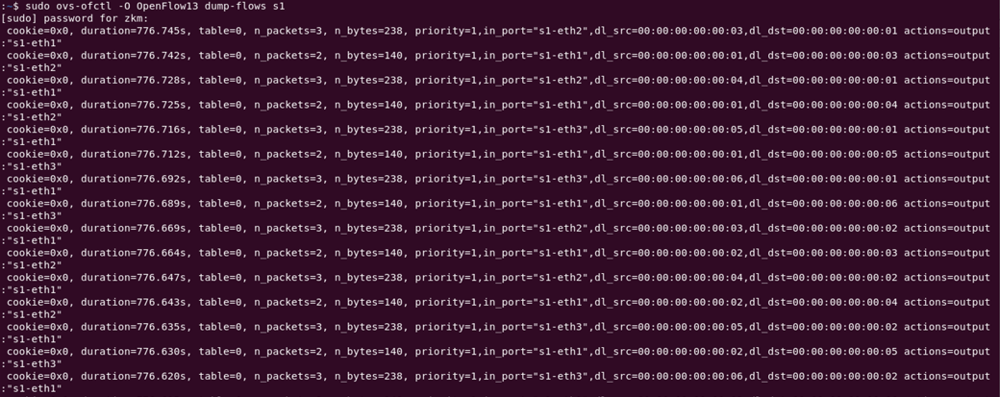 :~$ sudo ovs-ofctl -O OpenFlow13 dump-flows s1
[sudo] password for zkm:
cookie=0x0, duration=776.745s, table=0, n_packets=3, n_bytes=238, priority=1,in_port="s1-eth2",dl_src=00:00:00:00:00:03,dl_dst=00:00:00:00:00:01 actions=output
:"s1-eth1"
cookie=0x0, duration=776.742s, table=0, n_packets=2, n_bytes=140, priority=1,in_port="s1-eth1",dl_src=00:00:00:00:00:01,dl_dst=00:00:00:00:00:03 actions=output
:"s1-eth2"
cookie=0x0, duration=776.728s, table=0, n_packets=3, n_bytes=238, priority=1,in_port="s1-eth2",dl_src=00:00:00:00:00:04,dl_dst=00:00:00:00:00:01 actions=output
:"s1-eth1"
cookie=0x0, duration=776.725s, table=0, n_packets=2, n_bytes=140, priority=1,in_port="s1-eth1",dl_src=00:00:00:00:00:01,dl_dst=00:00:00:00:00:04 actions=output
:"s1-eth2"
cookie=0x0, duration=776.716s, table=0, n_packets=3, n_bytes=238, priority=1,in_port="s1-eth3",dl_src=00:00:00:00:00:05,dl_dst=00:00:00:00:00:01 actions=output
:"s1-eth1"
cookie=0x0, duration=776.712s, table=0, n_packets=2, n_bytes=140, priority=1,in_port="s1-eth1",dl_src=00:00:00:00:00:01,dl_dst=00:00:00:00:00:05 actions=output
:"s1-eth3"
cookie=0x0, duration=776.692s, table=0, n_packets=3, n_bytes=238, priority=1,in_port="s1-eth3",dl_src=00:00:00:00:00:06,dl_dst=00:00:00:00:00:01 actions=output
:"s1-eth1"
cookie=0x0, duration=776.689s, table=0, n_packets=2, n_bytes=140, priority=1,in_port="s1-eth1",dl_src=00:00:00:00:00:01,dl_dst=00:00:00:00:00:06 actions=output
:"s1-eth3"
cookie=0x0, duration=776.669s, table=0, n_packets=3, n_bytes=238, priority=1,in_port="s1-eth2",dl_src=00:00:00:00:00:03,dl_dst=00:00:00:00:00:02 actions=output
:"s1-eth1"
cookie=0x0, duration=776.664s, table=0, n_packets=2, n_bytes=140, priority=1,in_port="s1-eth1",dl_src=00:00:00:00:00:02,dl_dst=00:00:00:00:00:03 actions=output
:"s1-eth2"
cookie=0x0, duration=776.647s, table=0, n_packets=3, n_bytes=238, priority=1,in_port="s1-eth2",dl_src=00:00:00:00:00:04,dl_dst=00:00:00:00:00:02 actions=output
:"s1-eth1"
cookie=0x0, duration=776.643s, table=0, n_packets=2, n_bytes=140, priority=1,in_port="s1-eth1",dl_src=00:00:00:00:00:02,dl_dst=00:00:00:00:00:04 actions=output
:"s1-eth2"
cookie=0x0, duration=776.635s, table=0, n_packets=3, n_bytes=238, priority=1,in_port="s1-eth3",dl_src=00:00:00:00:00:05,dl_dst=00:00:00:00:00:02 actions=output
:"s1-eth1"
cookie=0x0, duration=776.630s, table=0, n_packets=2, n_bytes=140, priority=1,in_port="s1-eth1",dl_src=00:00:00:00:00:02,dl_dst=00:00:00:00:00:05 actions=output
:"s1-eth3"
cookie=0x0, duration=776.620s, table=0, n_packets=3, n_bytes=238, priority=1,in_port="s1-eth3",dl_src=00:00:00:00:00:06,dl_dst=00:00:00:00:00:02 actions=output
:"s1-eth1"